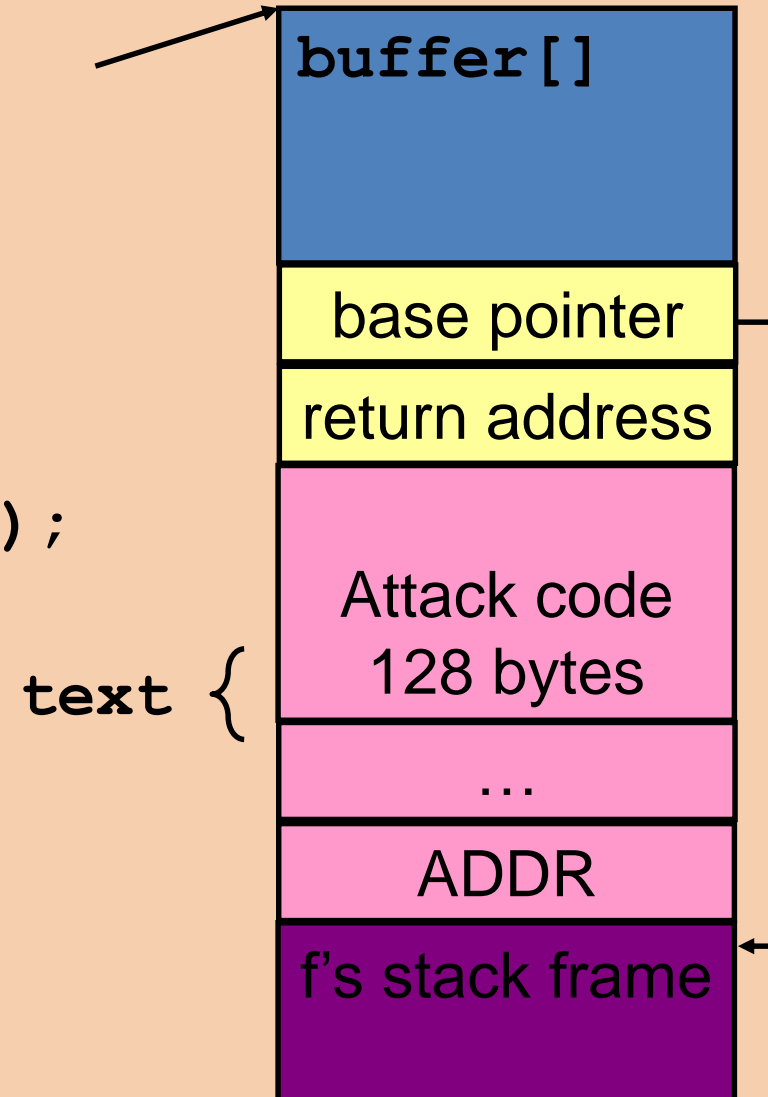 buffer[]
base pointer
return address
);
Attack code
128 bytes
text {
…
ADDR
f’s stack frame